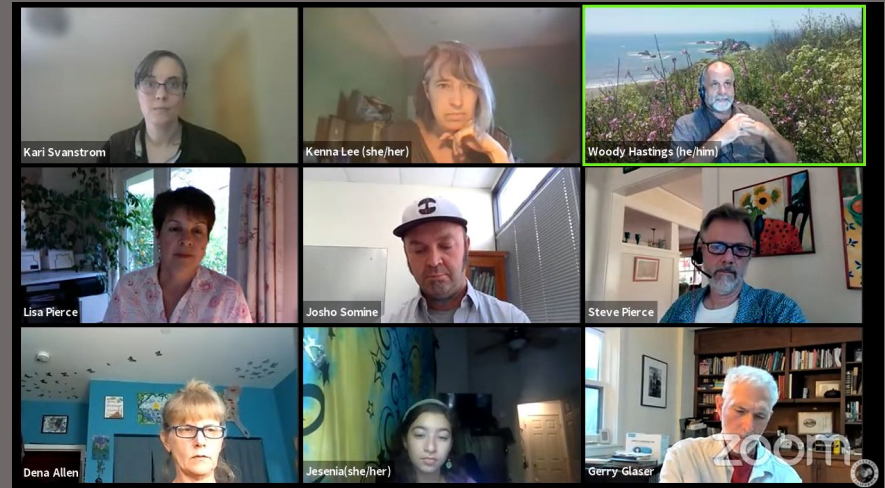 Kari Svanstrom
Kenna Lee (she/her)
Woody Hastings (he/him)
Lisa Pierce
Josho Somine
Steve Pierce
Dena Allen
Jesenia(she/her)
Gerry Glaser
zoom